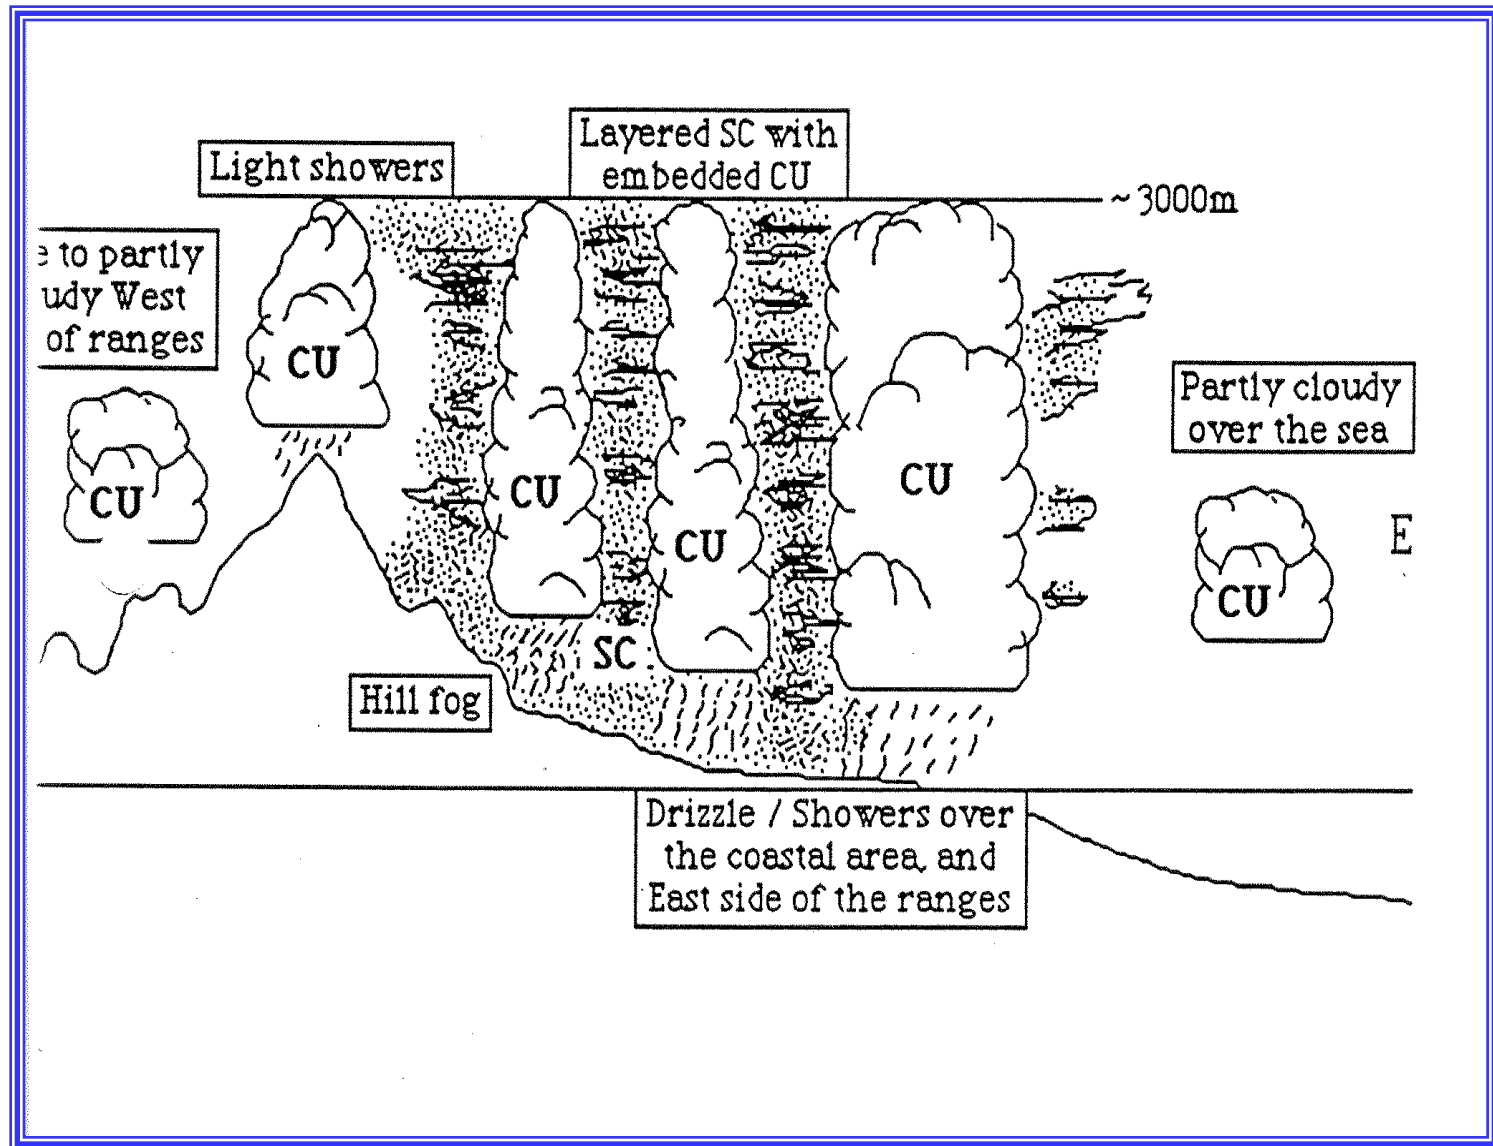 Light showers
Layered SC with
embedded CU
~ 3000m
to partly
West
of ranges
CU
CU
Partly cloudy
over the sea
CU
CU
CU
E
CU
SC
Hill fog
Drizzle / Showers over
the coastal area and
East side of the ranges